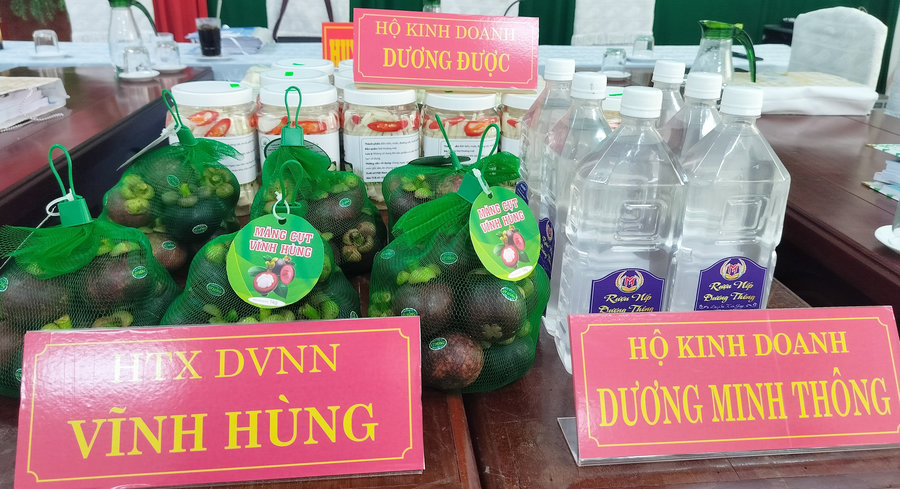 HỘ KINH DOANH
DƯƠNG ĐƯỢC
MĂNG CỤT
VĨNH HÙNG
MĂNG CỤT
VĨNH HÙNG
Rượu Nếp
Dương Thông
Rượu Nếp
Dương Thông
HTX DVNN
VĨNH HÙNG
HỘ KINH DOANH
DƯƠNG MINH THÔNG